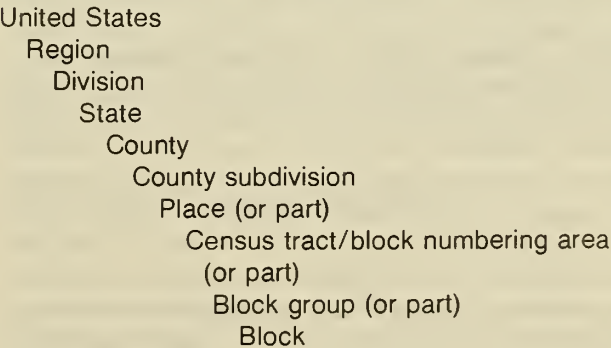 United States
Region
Division
State
County
County subdivision
Place (or part)
Census tract/block numbering area
(or part)
Block group (or part)
Block